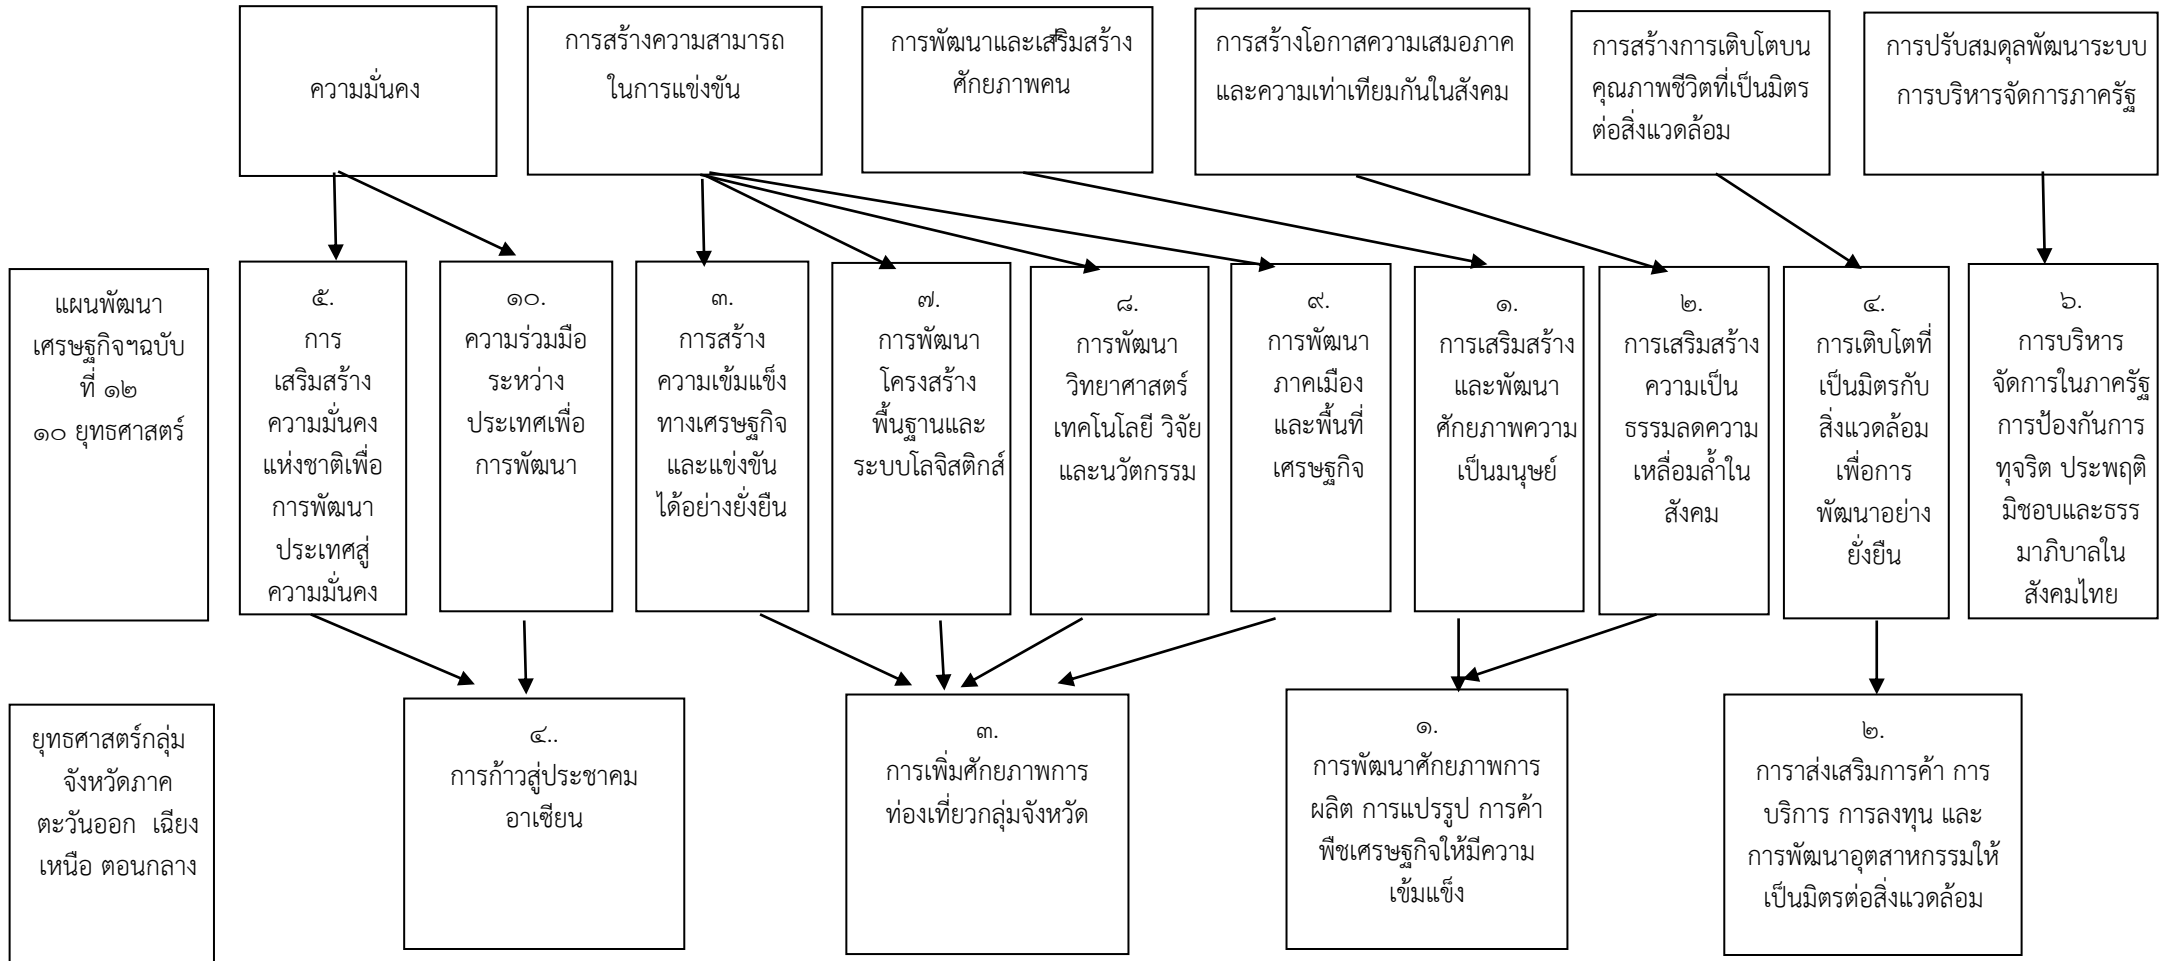 ความมั่นคง
การสร้างความสามารถ
ในการแข่งขัน
การพัฒนาและเสริมสร้าง
ศักยภาพคน
การสร้างโอกาสความเสมอภาค
และความเท่าเทียมกันในสังคม
การสร้างการเติบโตบน
คุณภาพชีวิตที่เป็นมิตร
ต่อสิ่งแวดล้อม
การปรับสมดุลพัฒนาระบบ
การบริหารจัดการภาครัฐ
แผนพัฒนา
เศรษฐกิจฯฉบับ
ที่ ๑๒
๑๐ ยุทธศาสตร์
๕.
การ
เสริมสร้าง
ความมั่นคง
แห่งชาติเพื่อ
การพัฒนา
ประเทศสู่
ความมั่นคง
๑๐.
ความร่วมมือ
ระหว่าง
ประเทศเพื่อ
การพัฒนา
๓.
การสร้าง
ความเข้มแข็ง
ทางเศรษฐกิจ
และแข่งขัน
ได้อย่างยั่งยืน
๗.
การพัฒนา
โครงสร้าง
พื้นฐานและ
ระบบโลจิสติกส์
๘.
การพัฒนา
วิทยาศาสตร์
เทคโนโลยี วิจัย
และนวัตกรรม
๙.
การพัฒนา
ภาคเมือง
และพื้นที่
เศรษฐกิจ
๑.
การเสริมสร้าง
และพัฒนา
ศักยภาพความ
เป็นมนุษย์
๒.
การเสริมสร้าง
ความเป็น
ธรรมลดความ
เหลื่อมล้ำใน
สังคม
๔.
การเติบโตที่
เป็นมิตรกับ
สิ่งแวดล้อม
เพื่อการ
พัฒนาอย่าง
ยั่งยืน
๖.
การบริหาร
จัดการในภาครัฐ
การป้องกันการ
ทุจริต ประพฤติ
มิชอบและธรร
มาภิบาลใน
สังคมไทย
ยุทธศาสตร์กลุ่ม
จังหวัดภาค
ตะวันออก เฉียง
เหนือ ตอนกลาง
๔..
การก้าวสู่ประชาคม
อาเซียน
๓.
การเพิ่มศักยภาพการ
ท่องเที่ยวกลุ่มจังหวัด
๑.
การพัฒนาศักยภาพการ
ผลิต การแปรรูป การค้า
พืชเศรษฐกิจให้มีความ
เข้มแข็ง
๒.
การาส่งเสริมการค้า การ
บริการ การลงทุน และ
การพัฒนาอุตสาหกรรมให้
เป็นมิตรต่อสิ่งแวดล้อม